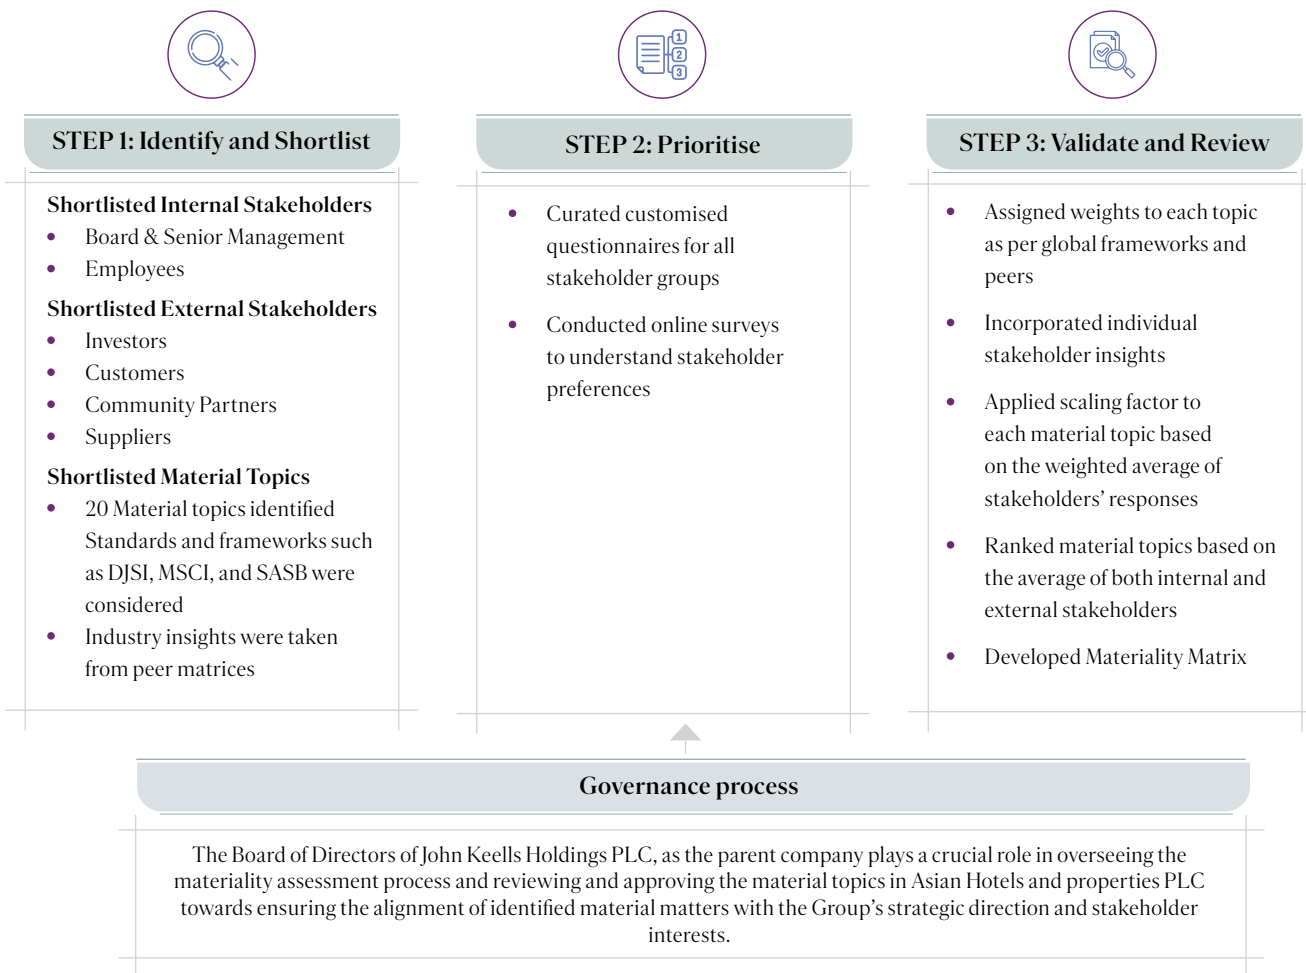 1
2
3
STEP 1: Identify and Shortlist
Shortlisted Internal Stakeholders
• Board & Senior Management
• Employees
Shortlisted External Stakeholders
• Investors
• Customers
• Community Partners
• Suppliers
Shortlisted Material Topics
• 20 Material topics identified
Standards and frameworks such
as DJSI, MSCI, and SASB were
considered
• Industry insights were taken
from peer matrices
STEP 2: Prioritise
• Curated customised
questionnaires for all
stakeholder groups
• Conducted online surveys
to understand stakeholder
preferences
STEP 3: Validate and Review
• Assigned weights to each topic
as per global frameworks and
peers
• Incorporated individual
stakeholder insights
• Applied scaling factor to
each material topic based
on the weighted average of
stakeholders’ responses
• Ranked material topics based on
the average of both internal and
external stakeholders
• Developed Materiality Matrix
Governance process
The Board of Directors of John Keells Holdings PLC, as the parent company plays a crucial role in overseeing the
materiality assessment process and reviewing and approving the material topics in Asian Hotels and properties PLC
towards ensuring the alignment of identified material matters with the Group’s strategic direction and stakeholder
interests.